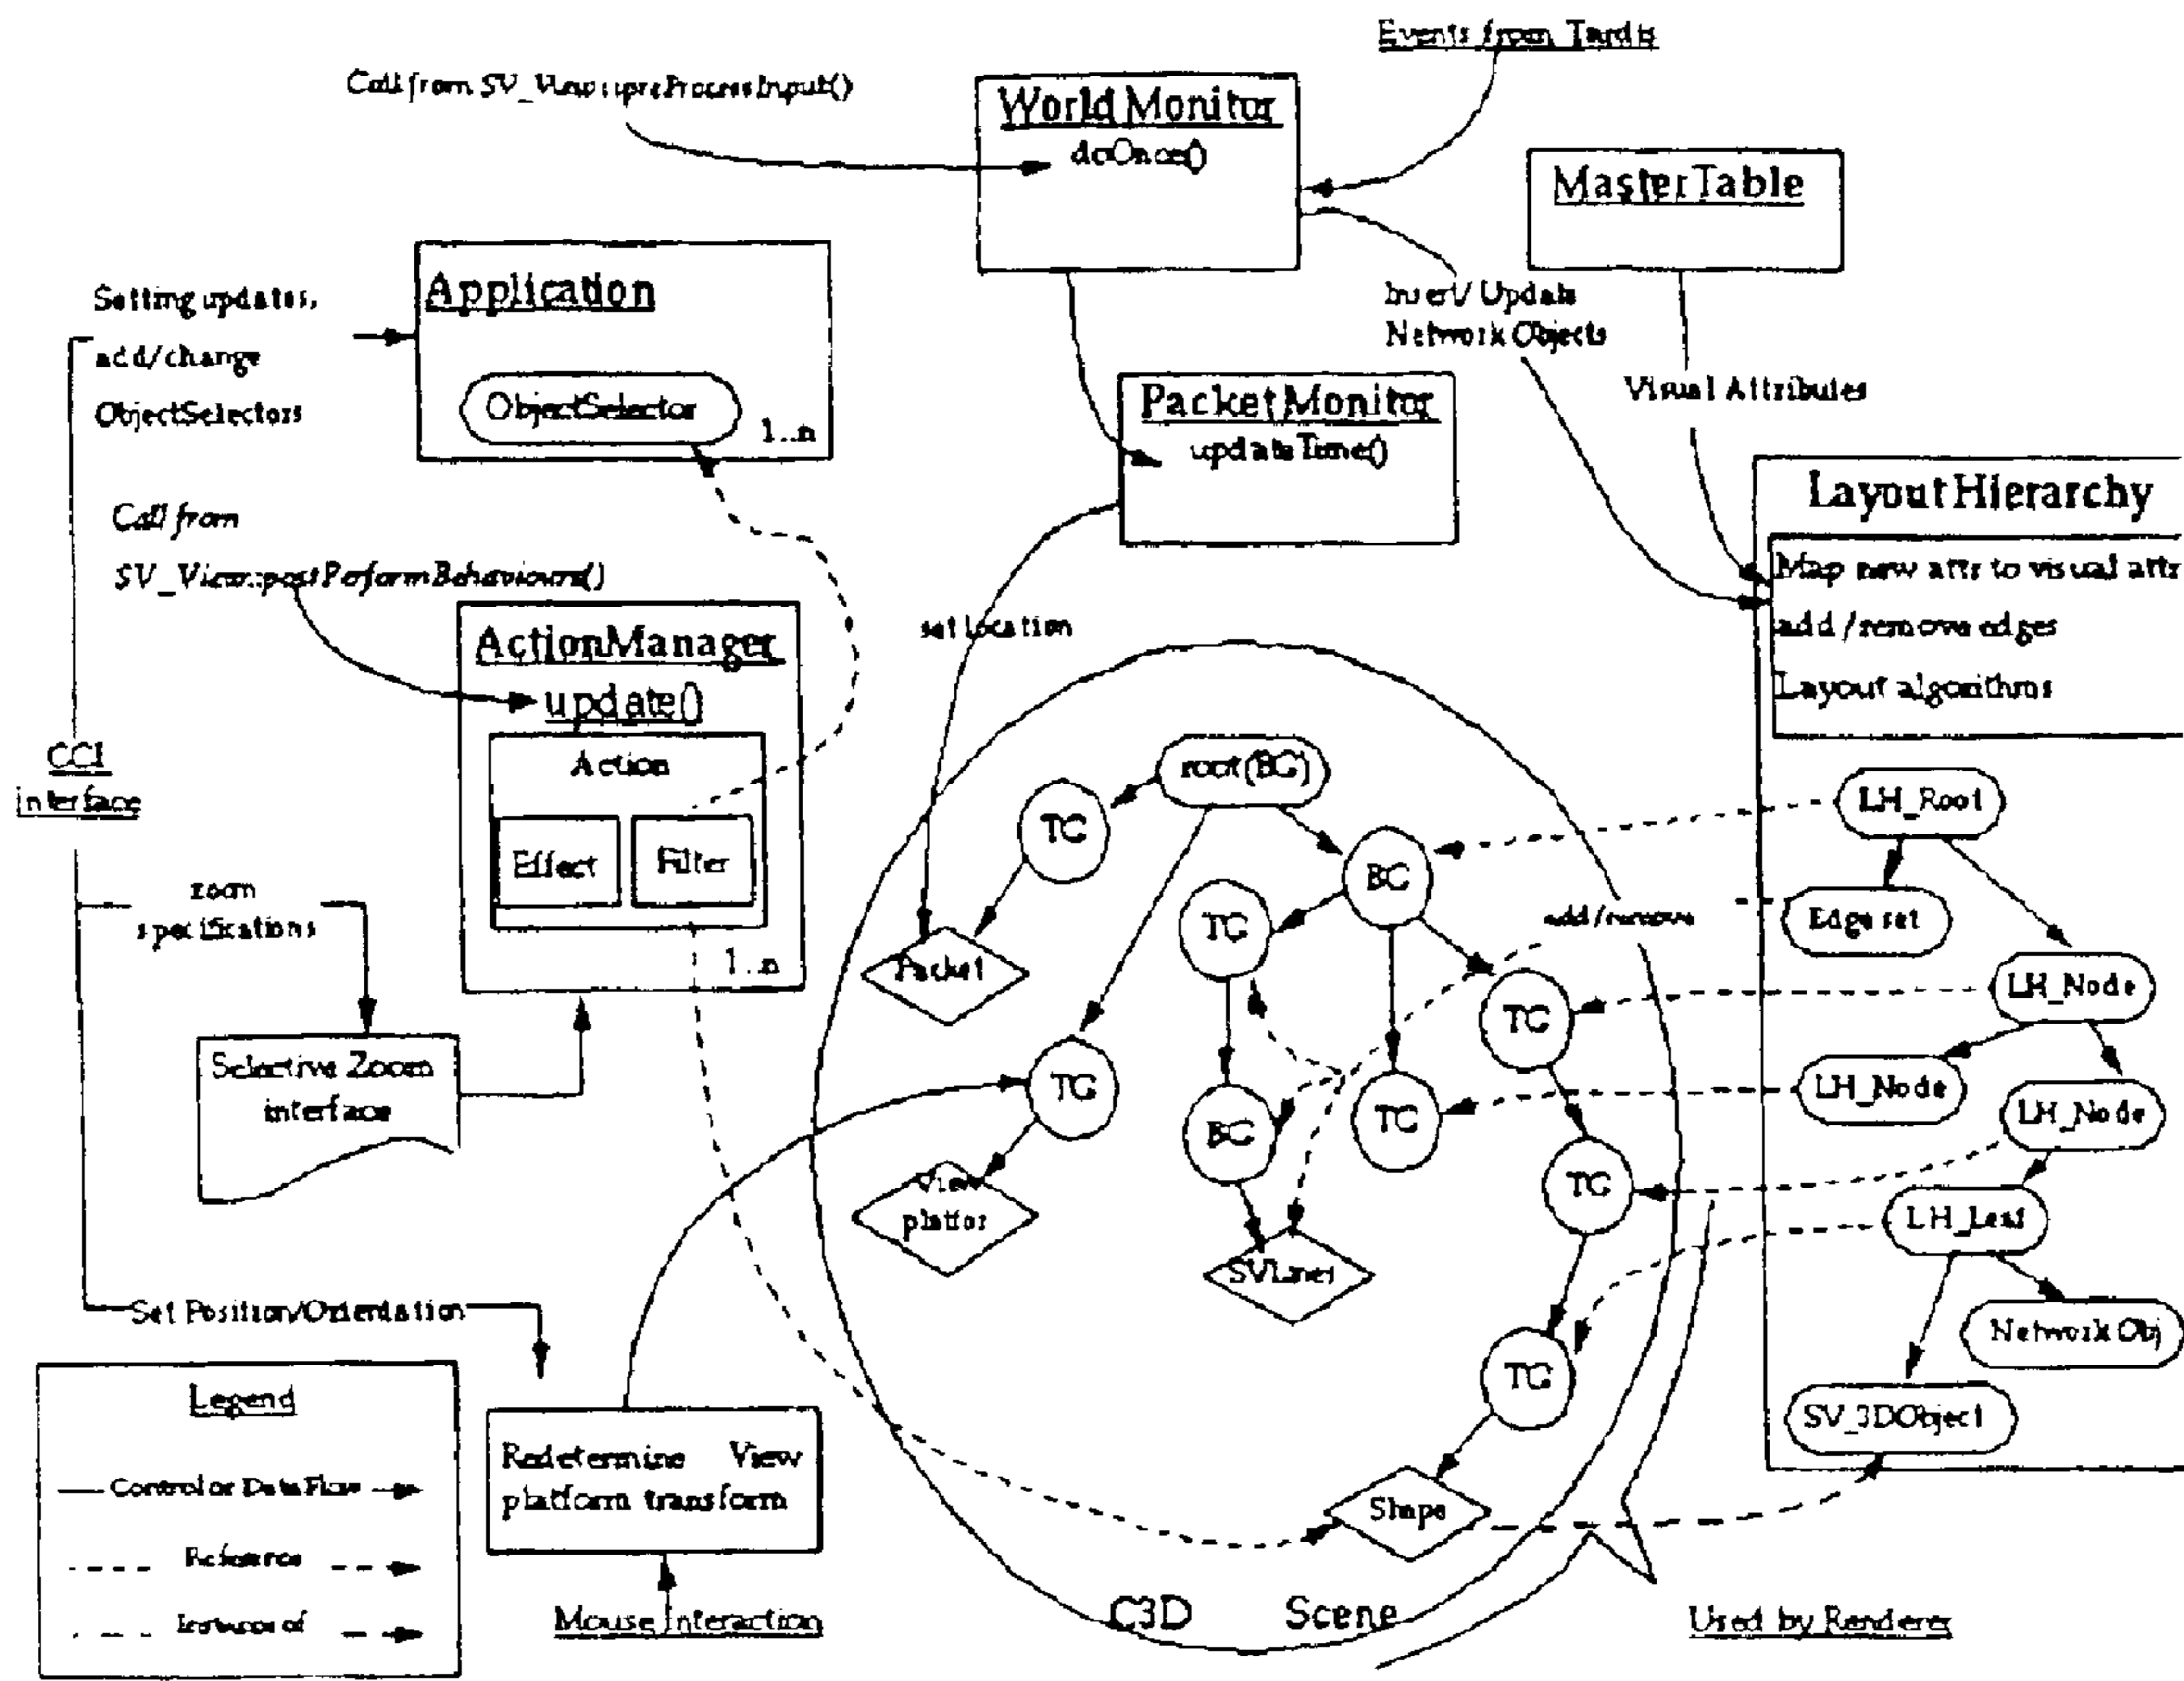 Events from Tardis
Call from SV_View::preProcessInput()
World Monitor
doOnce()
MasterTable
Setting updates,
add/change
ObjectSelectors
Application
ObjectSelector
1..n
Insert/ Update
Network Objects
Visual Attributes
PacketMonitor
updateTime()
Layout Hierarchy
Map new attr to visual attr
add /remove edges
Layout algorithms
Call from
SV_View::postPerformBehaviours()
ActionManager
update()
Action
Effect
Filter
1..n
set location
CCI
interface
zoom
specifications
Selective Zoom
interface
root(BG)
TG
BG
TG
Packet
TG
TG
BG
TG
TG
TG
View
platfor
SVLines
TG
Shape
add/remove
LH_Root
Edge set
LH_Node
LH_Node
LH_Node
LH_Leaf
Network Obj
SV_3DObject
Set Position/Orientation
Legend
Control or Data Flow
Reference
Instance of
Redetermine View
platform transform
Mouse Interaction
C3D Scene
Used by Renderer